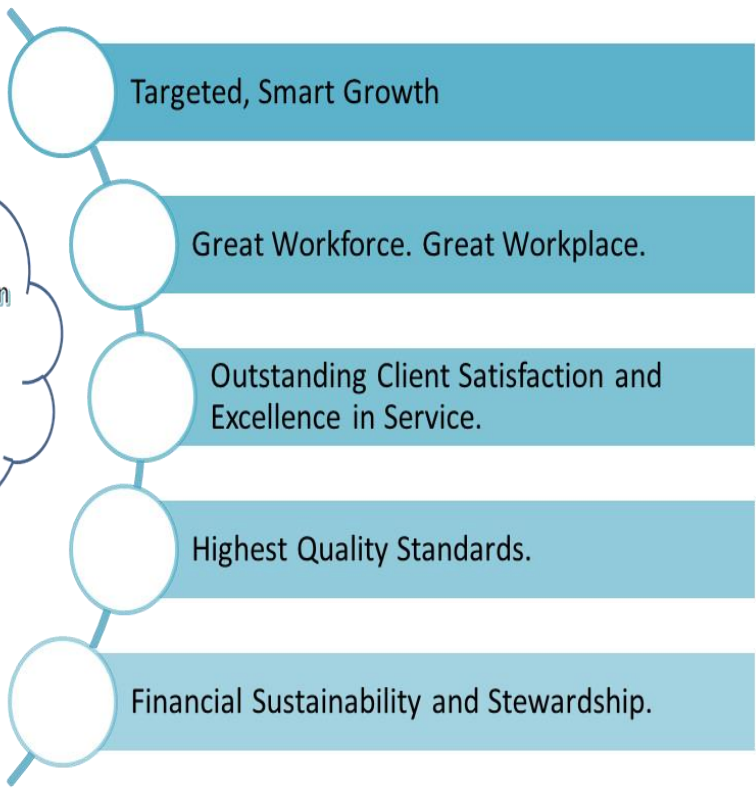 Targeted, Smart Growth
Great Workforce. Great Workplace.
Outstanding Client Satisfaction and
Excellence in Service.
Highest Quality Standards.
Financial Sustainability and Stewardship.